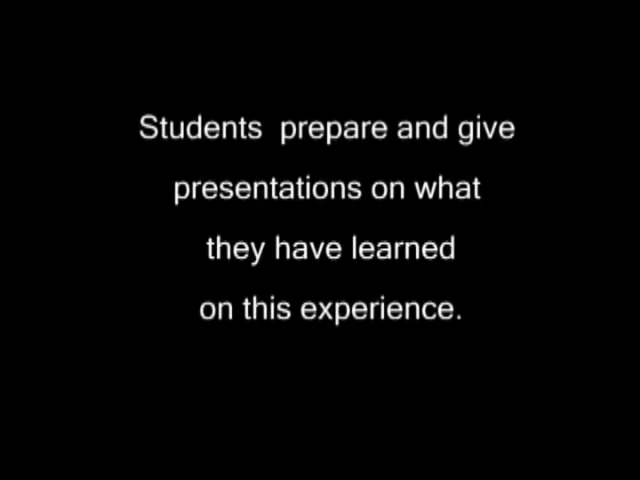 Students  prepare and give
presentations on what
they have learned
on this experience.